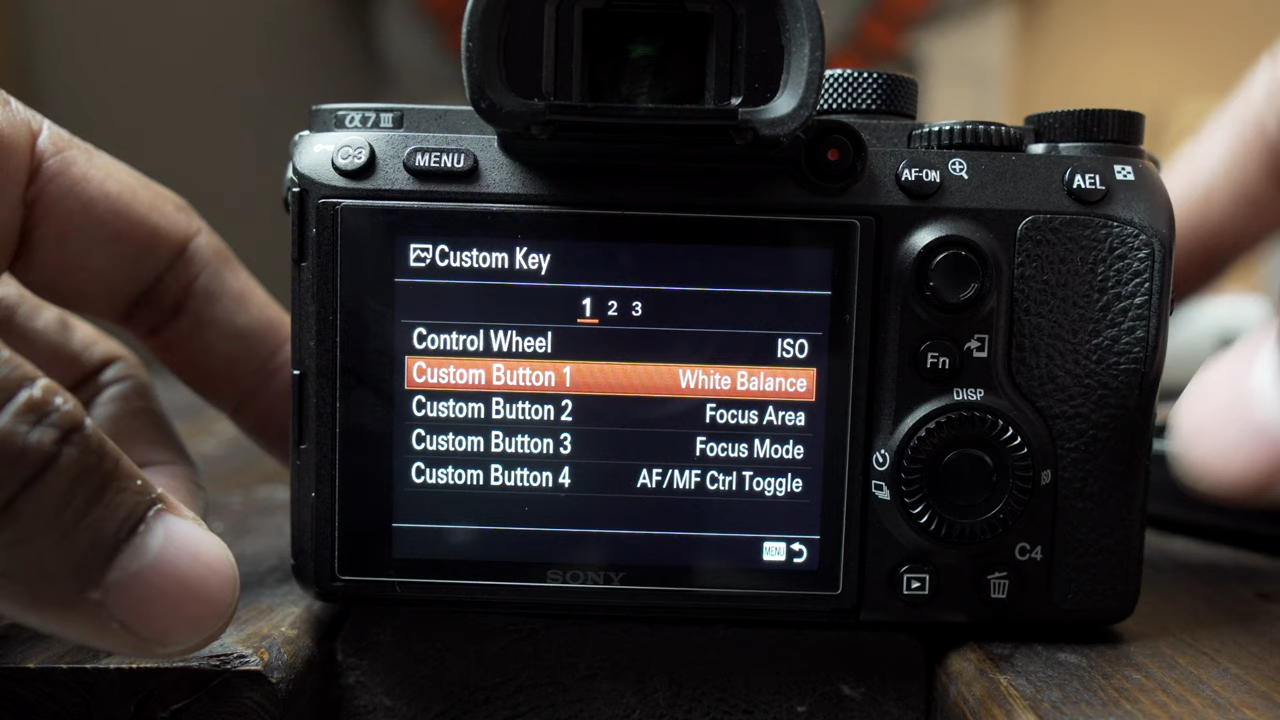 α7III
C3
MENU
AF-ON
AEL
Custom Key
1 2 3
Control Wheel ISO
Custom Button 1 White Balance
Custom Button 2 Focus Area
Custom Button 3 Focus Mode
Custom Button 4 AF/MF Ctrl Toggle
MENU
SONY
Fn
DISP
ISO
C4